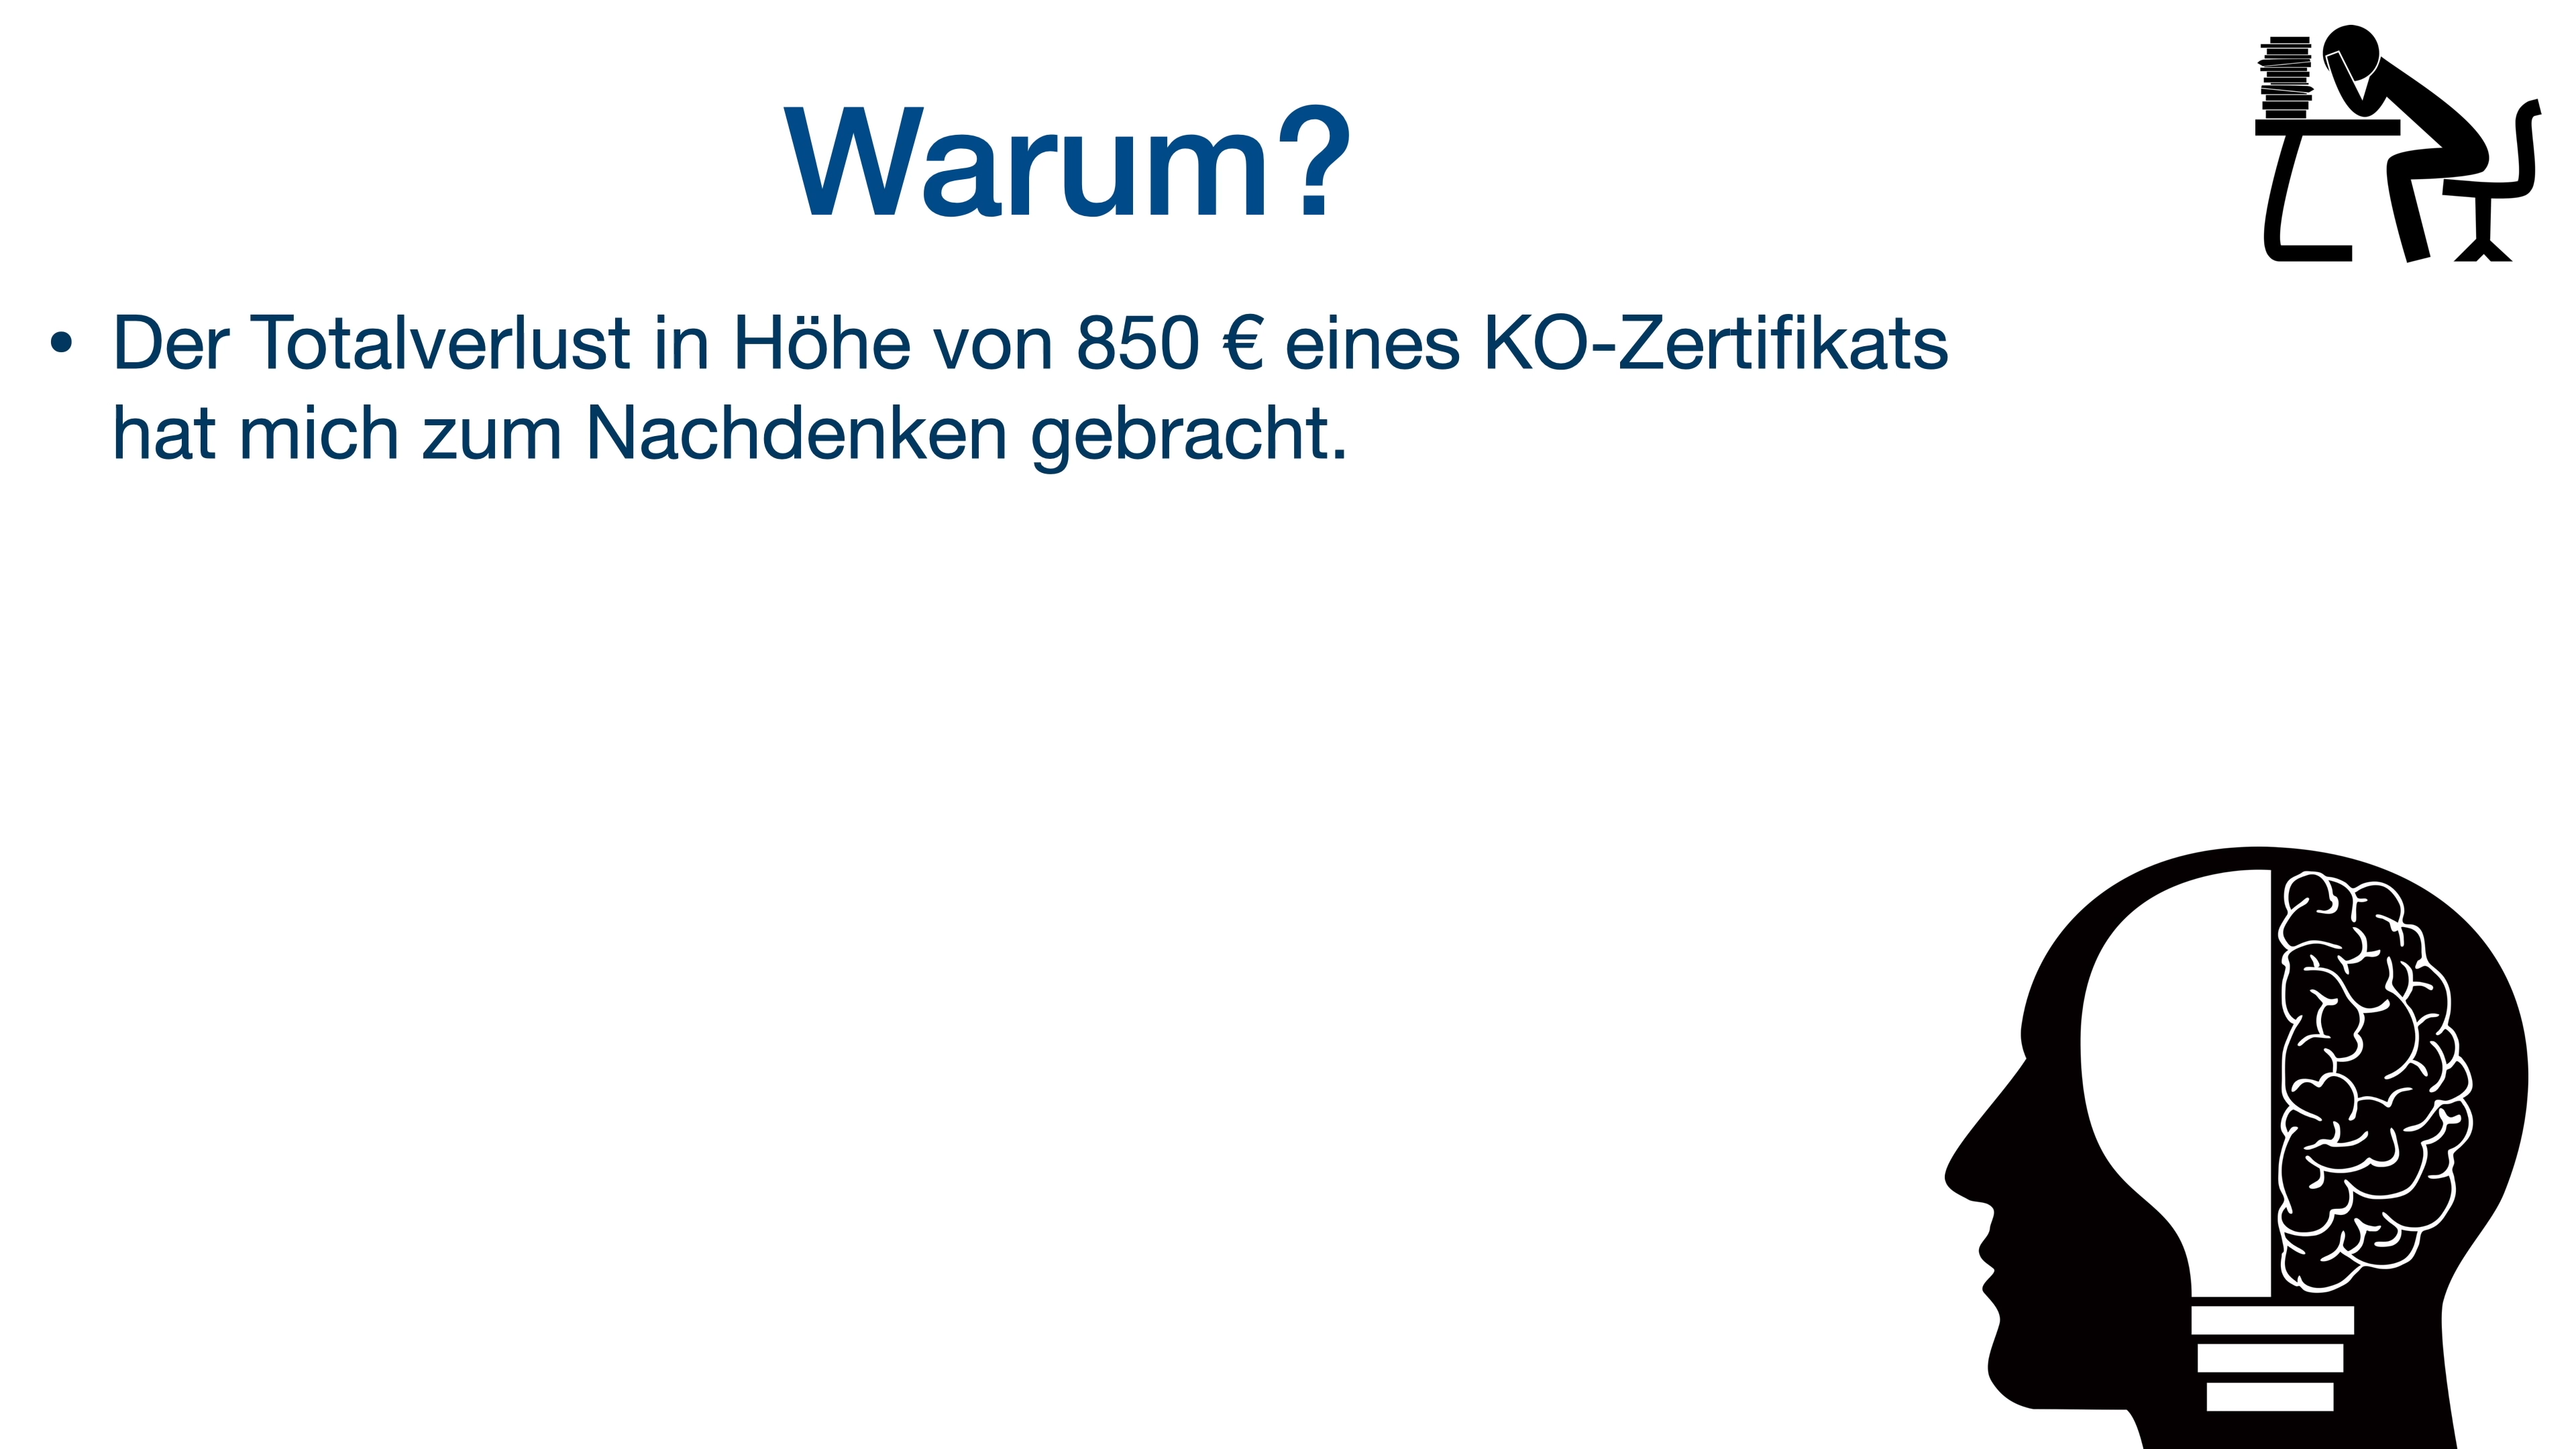 Warum?
• Der Totalverlust in Höhe von 850 € eines KO-Zertifikats
hat mich zum Nachdenken gebracht.